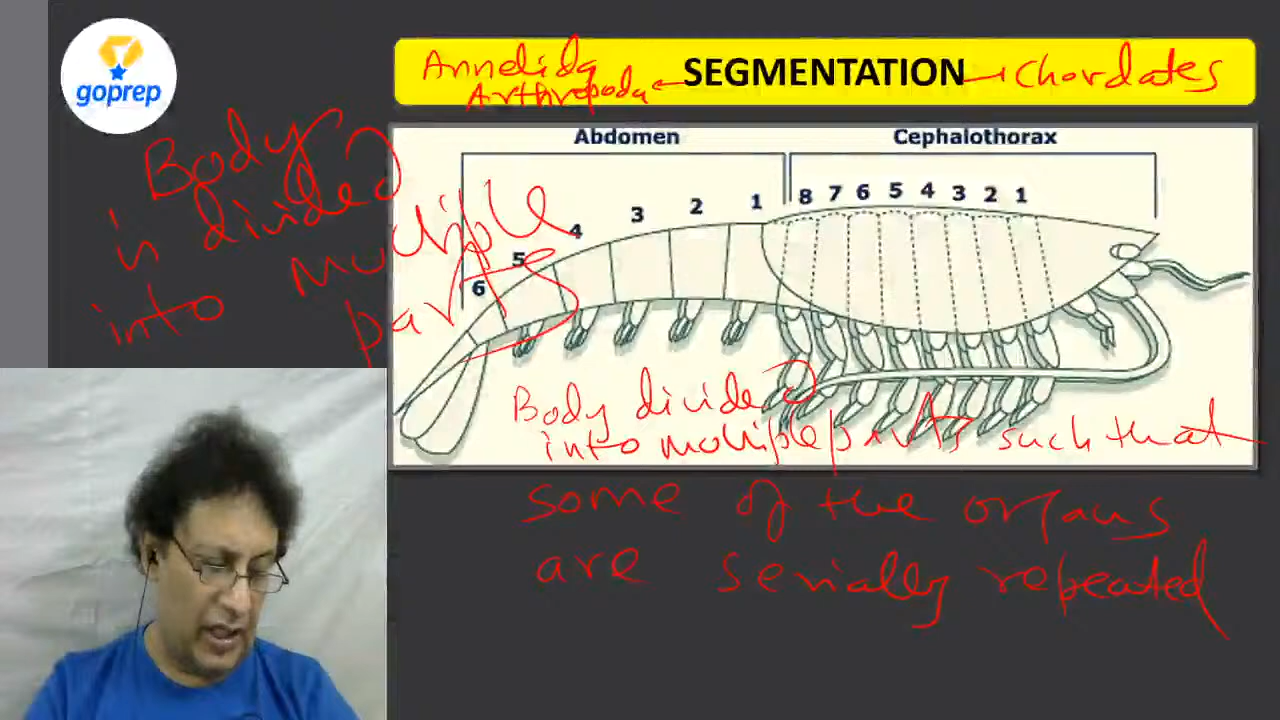 goprep
SEGMENTATION
Annelida
Arthropoda
Chordates
Body
is divided
into multiple
parts
Abdomen
Cephalothorax
6 5 4 3 2 1 8 7 6 5 4 3 2 1
Body divided
into multiple parts such that
some of the organs
are serially repeated